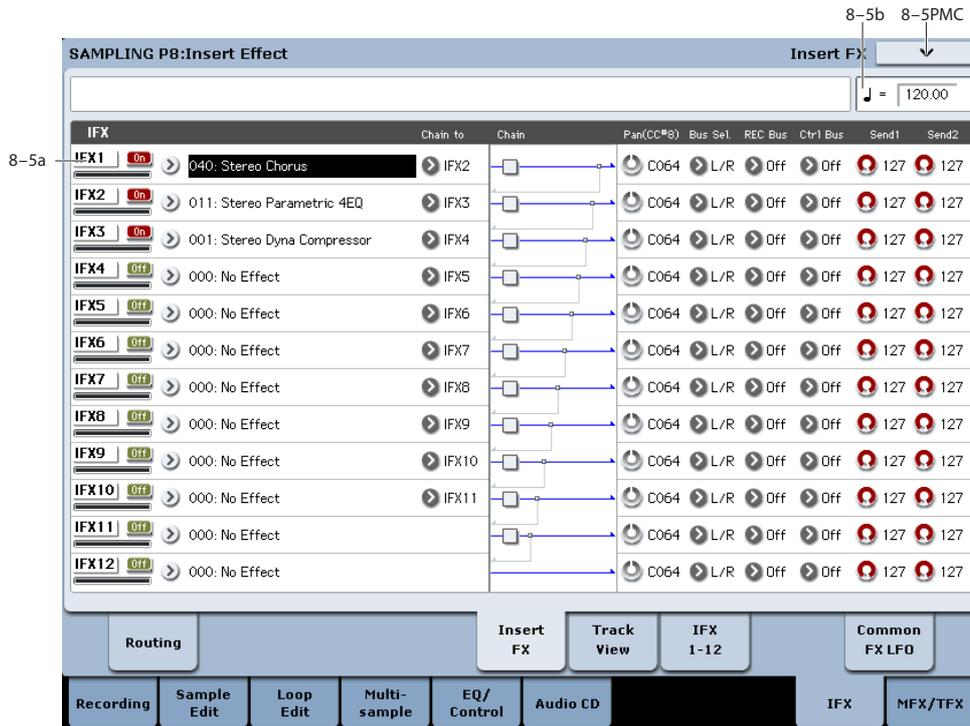 8–5b 8–5PMC
SAMPLING P8:Insert Effect Insert FX
♩ = 120.00
IFX Chain to Chain Pan(CC#8) Bus Sel. REC Bus Ctrl Bus Send1 Send2
8–5a
IFX1 On 040: Stereo Chorus IFX2 C064 L/R Off Off 127 127
IFX2 On 011: Stereo Parametric 4EQ IFX3 C064 L/R Off Off 127 127
IFX3 On 001: Stereo Dyna Compressor IFX4 C064 L/R Off Off 127 127
IFX4 Off 000: No Effect IFX5 C064 L/R Off Off 127 127
IFX5 Off 000: No Effect IFX6 C064 L/R Off Off 127 127
IFX6 Off 000: No Effect IFX7 C064 L/R Off Off 127 127
IFX7 Off 000: No Effect IFX8 C064 L/R Off Off 127 127
IFX8 Off 000: No Effect IFX9 C064 L/R Off Off 127 127
IFX9 Off 000: No Effect IFX10 C064 L/R Off Off 127 127
IFX10 Off 000: No Effect IFX11 C064 L/R Off Off 127 127
IFX11 Off 000: No Effect C064 L/R Off Off 127 127
IFX12 Off 000: No Effect C064 L/R Off Off 127 127
Routing
Insert
FX
Track
View
IFX
1-12
Common
FX LFO
Recording
Sample
Edit
Loop
Edit
Multi-
sample
EQ/
Control
Audio CD
IFX
MFX/TFX